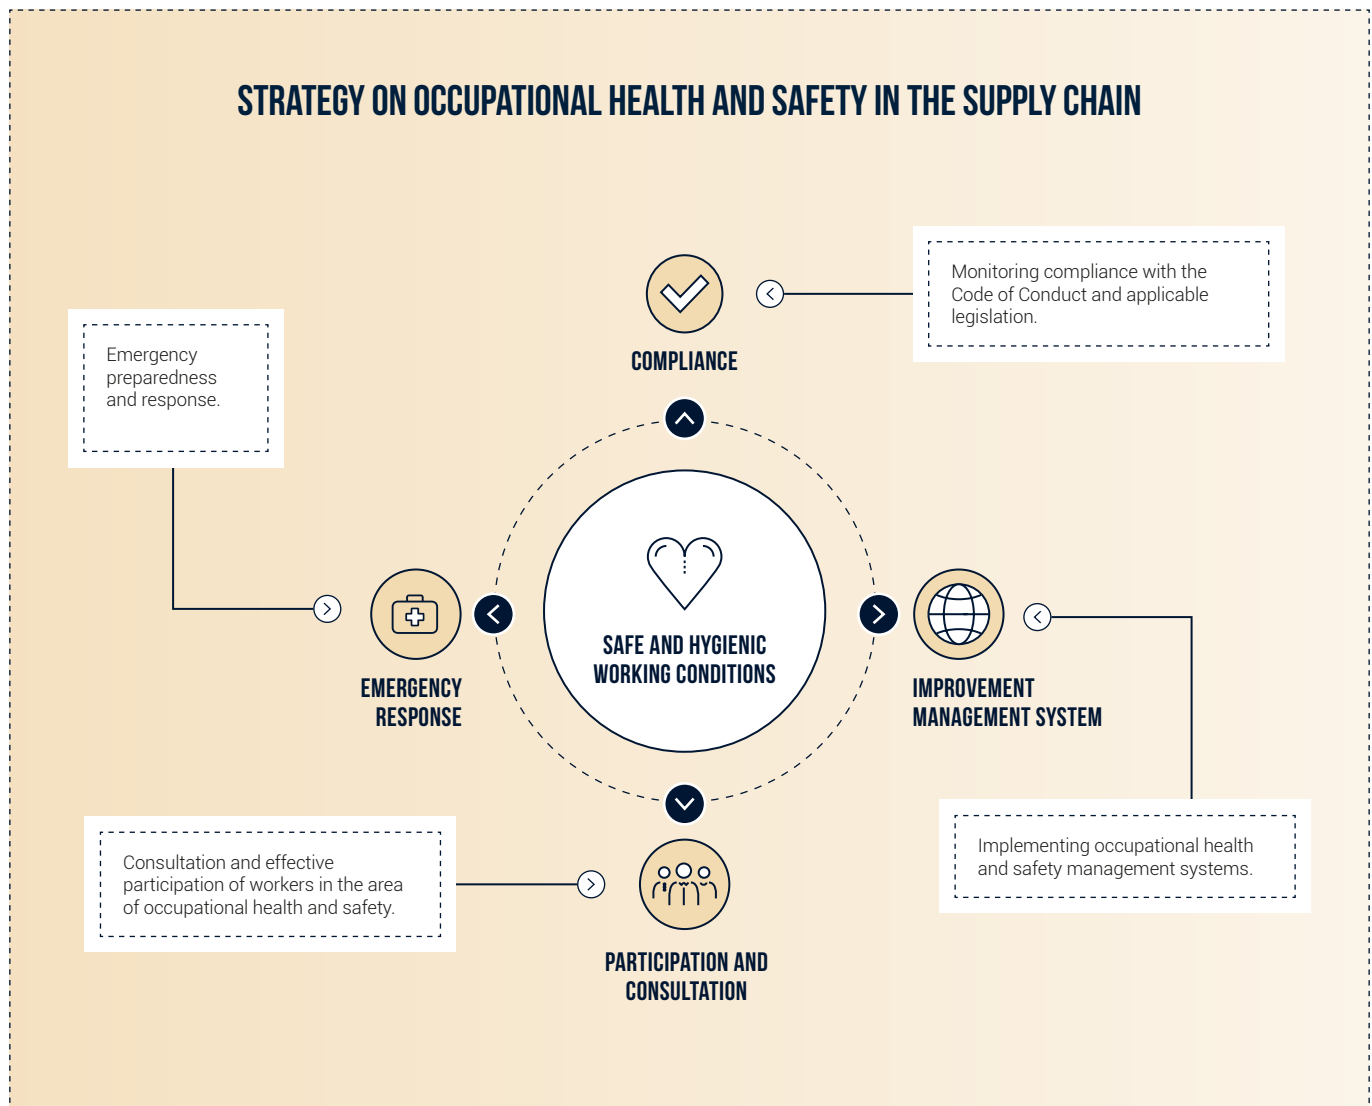 STRATEGY ON OCCUPATIONAL HEALTH AND SAFETY IN THE SUPPLY CHAIN
Monitoring compliance with the
Code of Conduct and applicable
legislation.
COMPLIANCE
Emergency
preparedness
and response.
SAFE AND HYGIENIC
WORKING CONDITIONS
EMERGENCY
RESPONSE
IMPROVEMENT
MANAGEMENT SYSTEM
Consultation and effective
participation of workers in the area
of occupational health and safety.
Implementing occupational health
and safety management systems.
PARTICIPATION AND
CONSULTATION